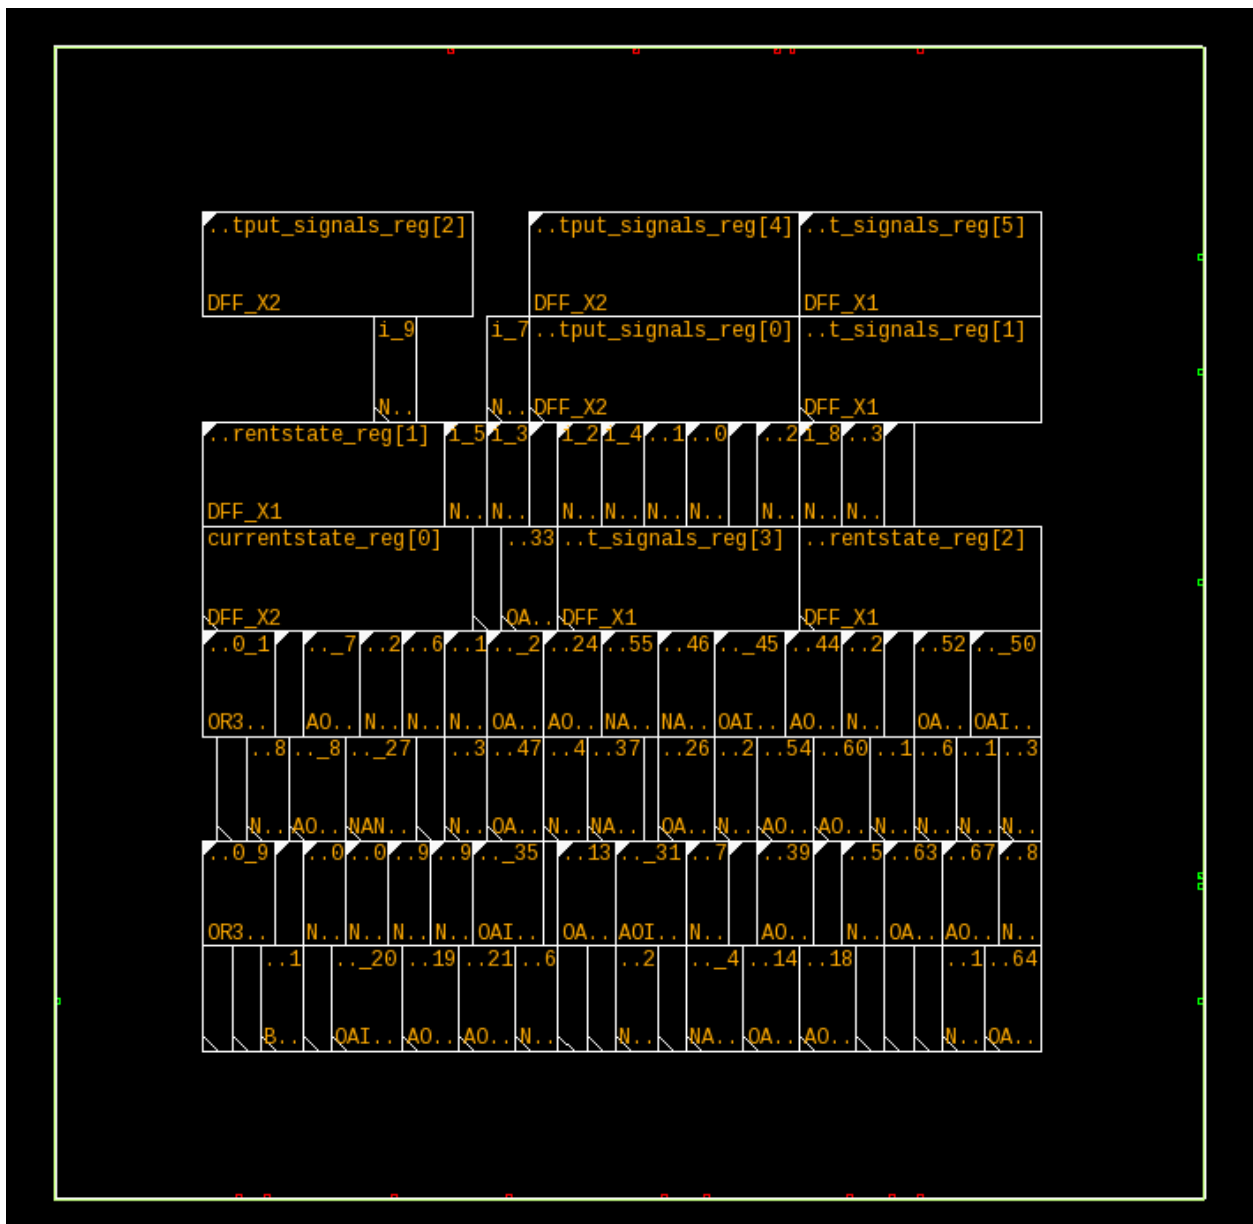 ..tput_signals_reg[2] ..tput_signals_reg[4] ..t_signals_reg[5]
DFF_X2 DFF_X2 DFF_X1
i_9 i_7 ..tput_signals_reg[0] ..t_signals_reg[1]
N.. N.. DFF_X2 DFF_X1
..rentstate_reg[1] i_5 i_3 i_2 i_4 ..1 ..0 ..2 i_8 ..3
DFF_X1 N.. N.. N.. N.. N.. N.. N.. N.. N..
currentstate_reg[0] ..33 ..t_signals_reg[3] ..rentstate_reg[2]
DFF_X2 OA.. DFF_X1 DFF_X1
..0_1 .._7 ..2 ..6 ..1 .._2 ..24 ..55 ..46 .._45 ..44 ..2 ..52 .._50
OR3.. AO.. N.. N.. N.. OA.. AO.. NA.. NA.. OAI.. AO.. N.. OA.. OAI..
..8 .._8 .._27 ..3 ..47 ..4 ..37 ..26 ..2 ..54 ..60 ..1 ..6 ..1 ..3
N.. AO.. NAN.. N.. OA.. N.. NA.. OA.. N.. AO.. AO.. N.. N.. N.. N..
..0_9 ..0 ..0 ..9 ..9 .._35 ..13 .._31 ..7 ..39 ..5 ..63 ..67 ..8
OR3.. N.. N.. N.. N.. OAI.. OA.. AOI.. N.. AO.. N.. OA.. AO.. N..
..1 .._20 ..19 ..21 ..6 ..2 .._4 ..14 ..18 ..1 ..64
B.. OAI.. AO.. AO.. N.. N.. NA.. OA.. AO.. N.. OA..